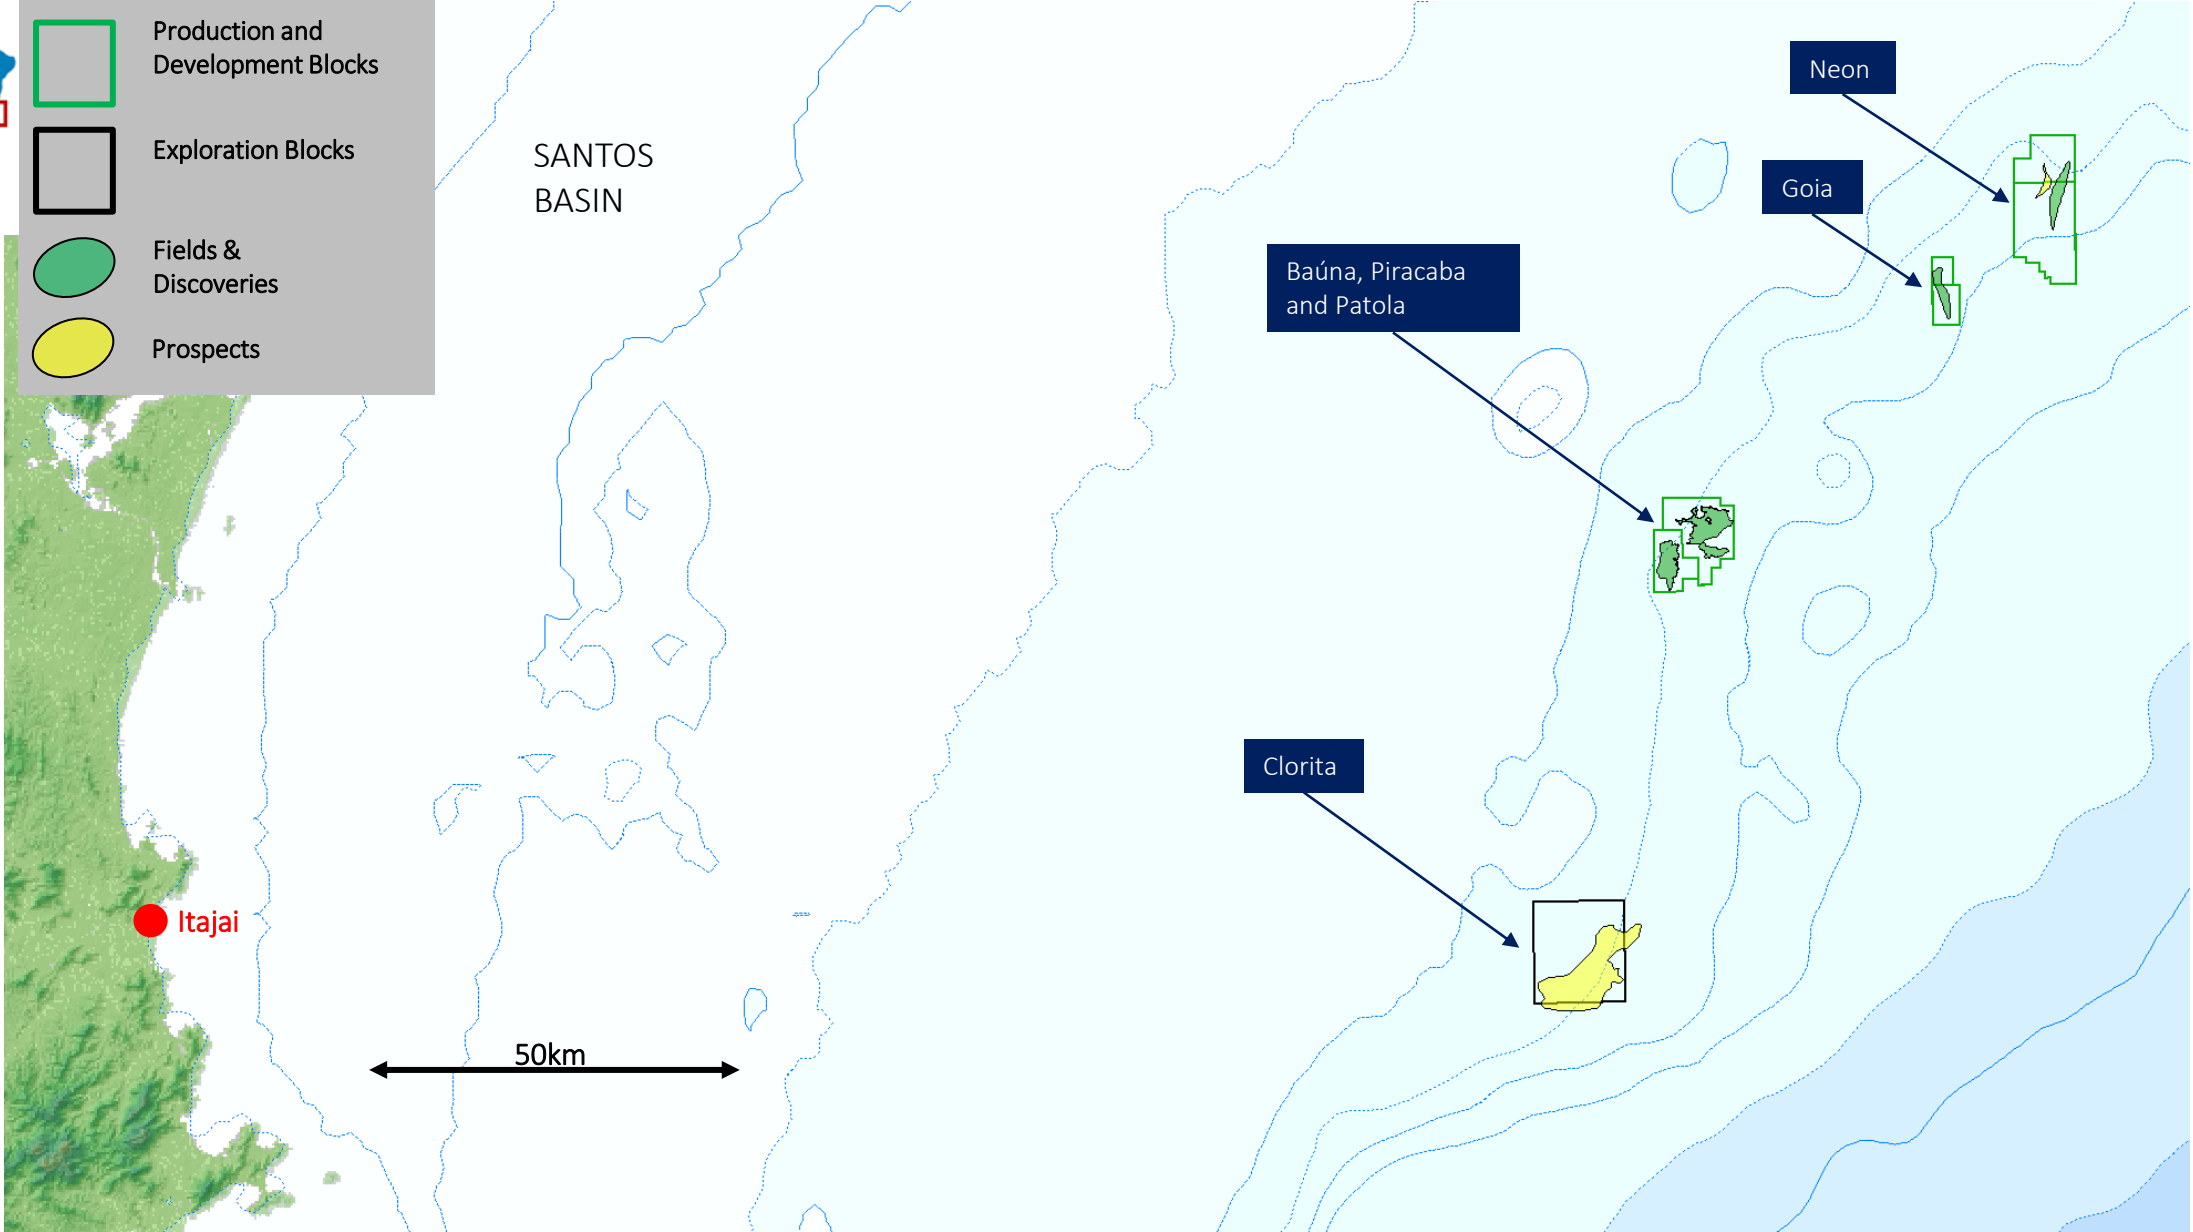 Production and
Development Blocks
Exploration Blocks
Fields &
Discoveries
Prospects
SANTOS
BASIN
Neon
Goia
Baúna, Piracaba
and Patola
Clorita
Itajai
50km